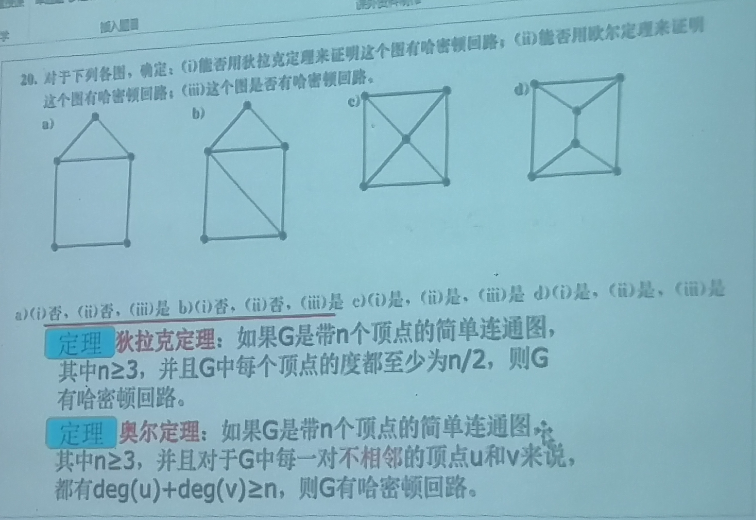 学
插入题目
20. 对于下列各图，确定：(i)能否用狄拉克定理来证明这个图有哈密顿回路；(ii)能否用欧尔定理来证明
这个图有哈密顿回路；(iii)这个图是否有哈密顿回路。
a) b) c) d)
a)(i)否，(ii)否，(iii)是 b)(i)否，(ii)否，(iii)是 c)(i)是，(ii)是、(iii)是 d)(i)是，(ii)是、(iii)是
定理 狄拉克定理：如果G是带n个顶点的简单连通图，
其中n≥3，并且G中每个顶点的度都至少为n/2，则G
有哈密顿回路。
定理 奥尔定理：如果G是带n个顶点的简单连通图，
其中n≥3，并且对于G中每一对不相邻的顶点u和v来说，
都有deg(u)+deg(v)≥n，则G有哈密顿回路。